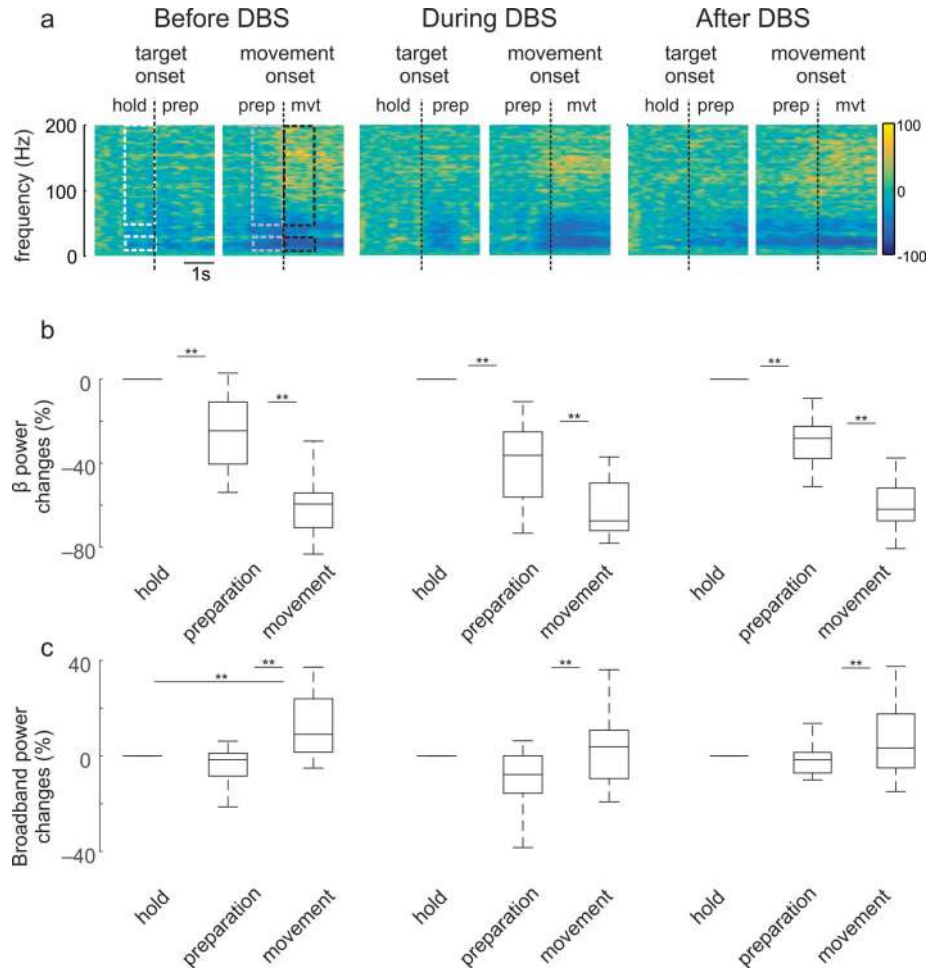 a
Before DBS
During DBS
After DBS
target onset
movement onset
target onset
movement onset
target onset
movement onset
hold prep
prep mvt
hold prep
prep mvt
hold prep
prep mvt
frequency (Hz)
200
100
0
1s
100
0
-100
b
** ** ** ** ** **
β power changes (%)
0
−40
−80
hold preparation movement
hold preparation movement
hold preparation movement
c
** ** ** **
Broadband power changes (%)
40
0
−40
hold preparation movement
hold preparation movement
hold preparation movement